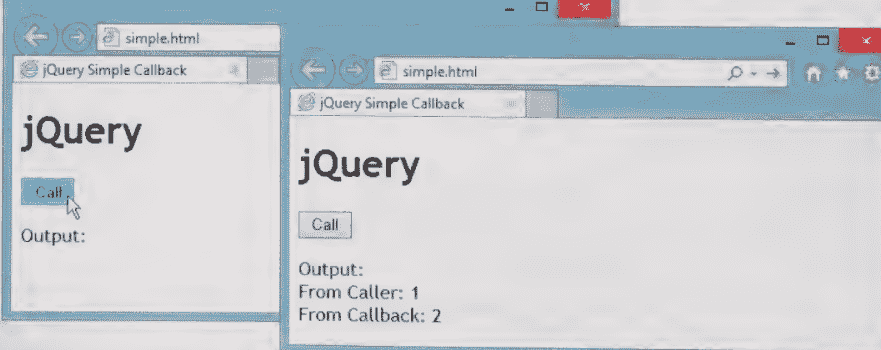 simple.html
jQuery Simple Callback
jQuery
Call
Output:
simple.html
jQuery Simple Callback
jQuery
Call
Output:
From Caller: 1
From Callback: 2